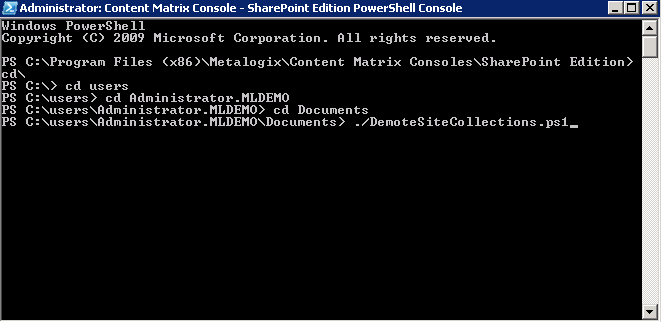 Administrator: Content Matrix Console - SharePoint Edition PowerShell Console
Windows PowerShell
Copyright (C) 2009 Microsoft Corporation. All rights reserved.
PS C:\Program Files (x86)\Metalogix\Content Matrix Consoles\SharePoint Edition>
cd\
PS C:\> cd users
PS C:\users> cd Administrator.MLDEMO
PS C:\users\Administrator.MLDEMO> cd Documents
PS C:\users\Administrator.MLDEMO\Documents> ./DemoteSiteCollections.ps1_